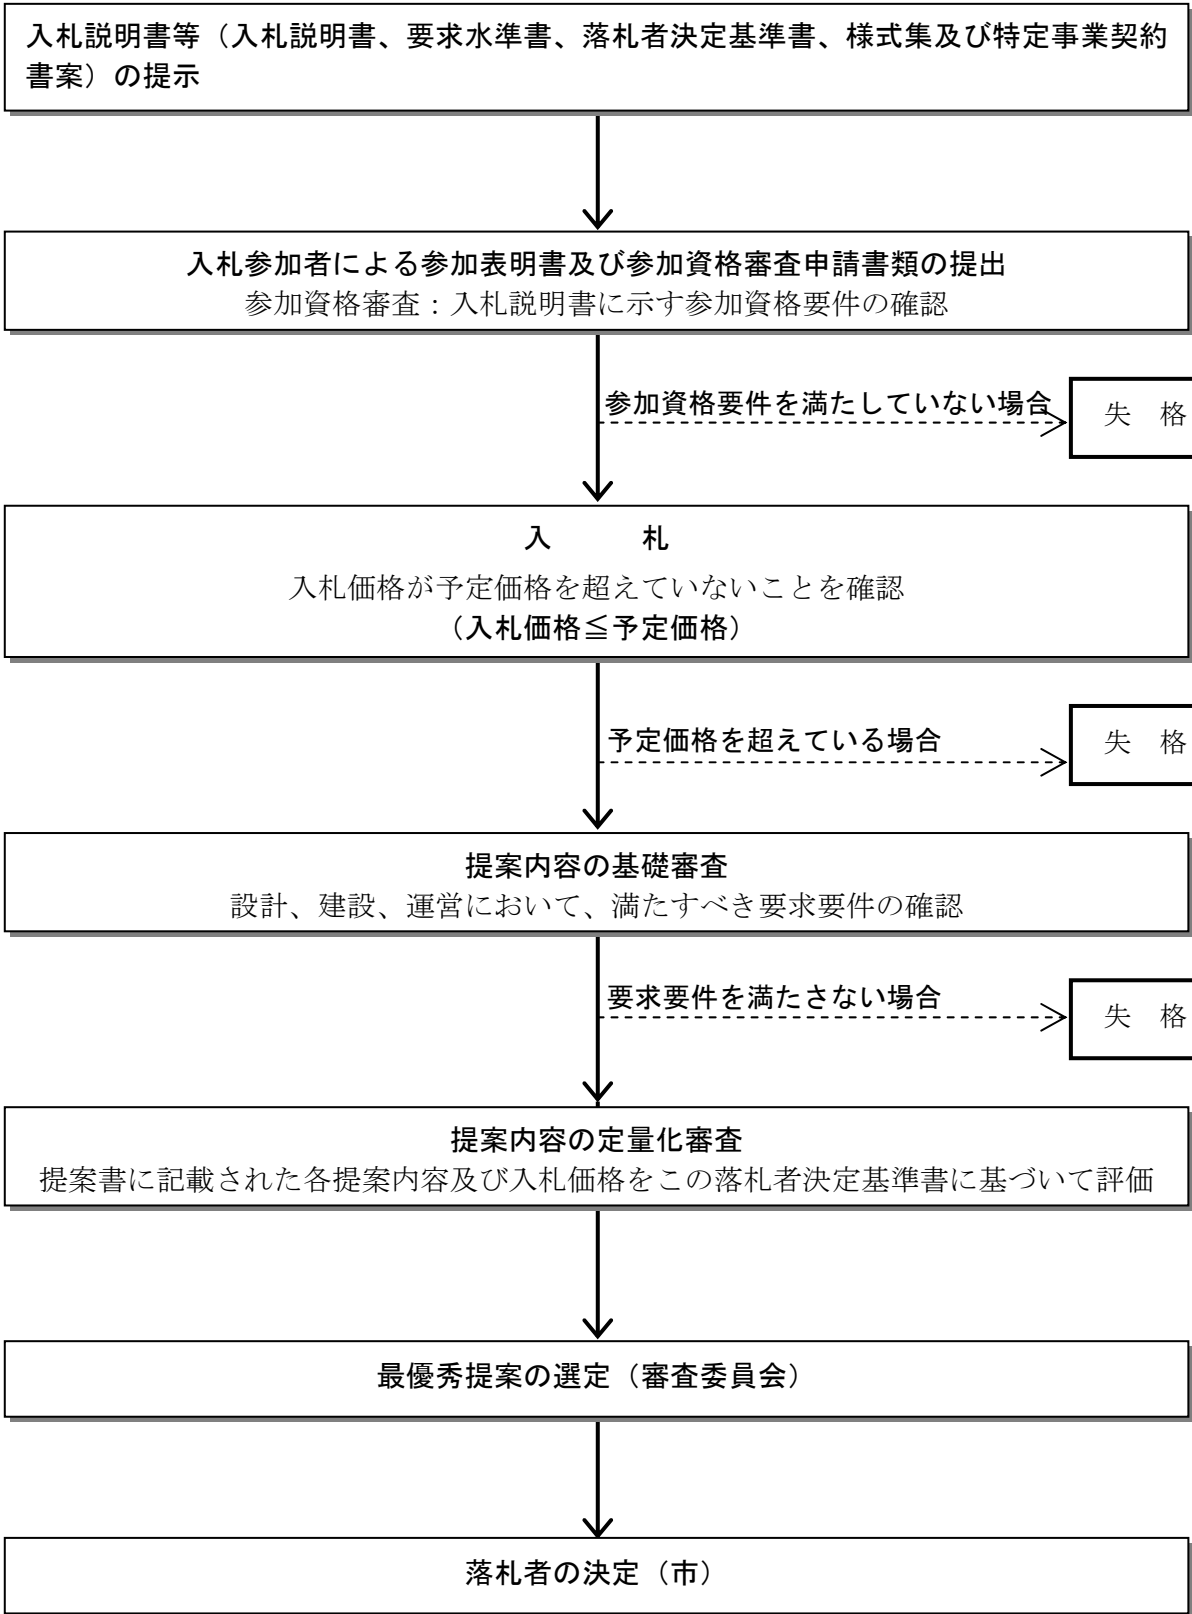 入札説明書等（入札説明書、要求水準書、落札者決定基準書、様式集及び特定事業契約
書案）の提示
入札参加者による参加表明書及び参加資格審査申請書類の提出
参加資格審査：入札説明書に示す参加資格要件の確認
参加資格要件を満たしていない場合
失　格
入　　　札
入札価格が予定価格を超えていないことを確認
（入札価格≦予定価格）
予定価格を超えている場合
失　格
提案内容の基礎審査
設計、建設、運営において、満たすべき要求要件の確認
要求要件を満たさない場合
失　格
提案内容の定量化審査
提案書に記載された各提案内容及び入札価格をこの落札者決定基準書に基づいて評価
最優秀提案の選定（審査委員会）
落札者の決定（市）